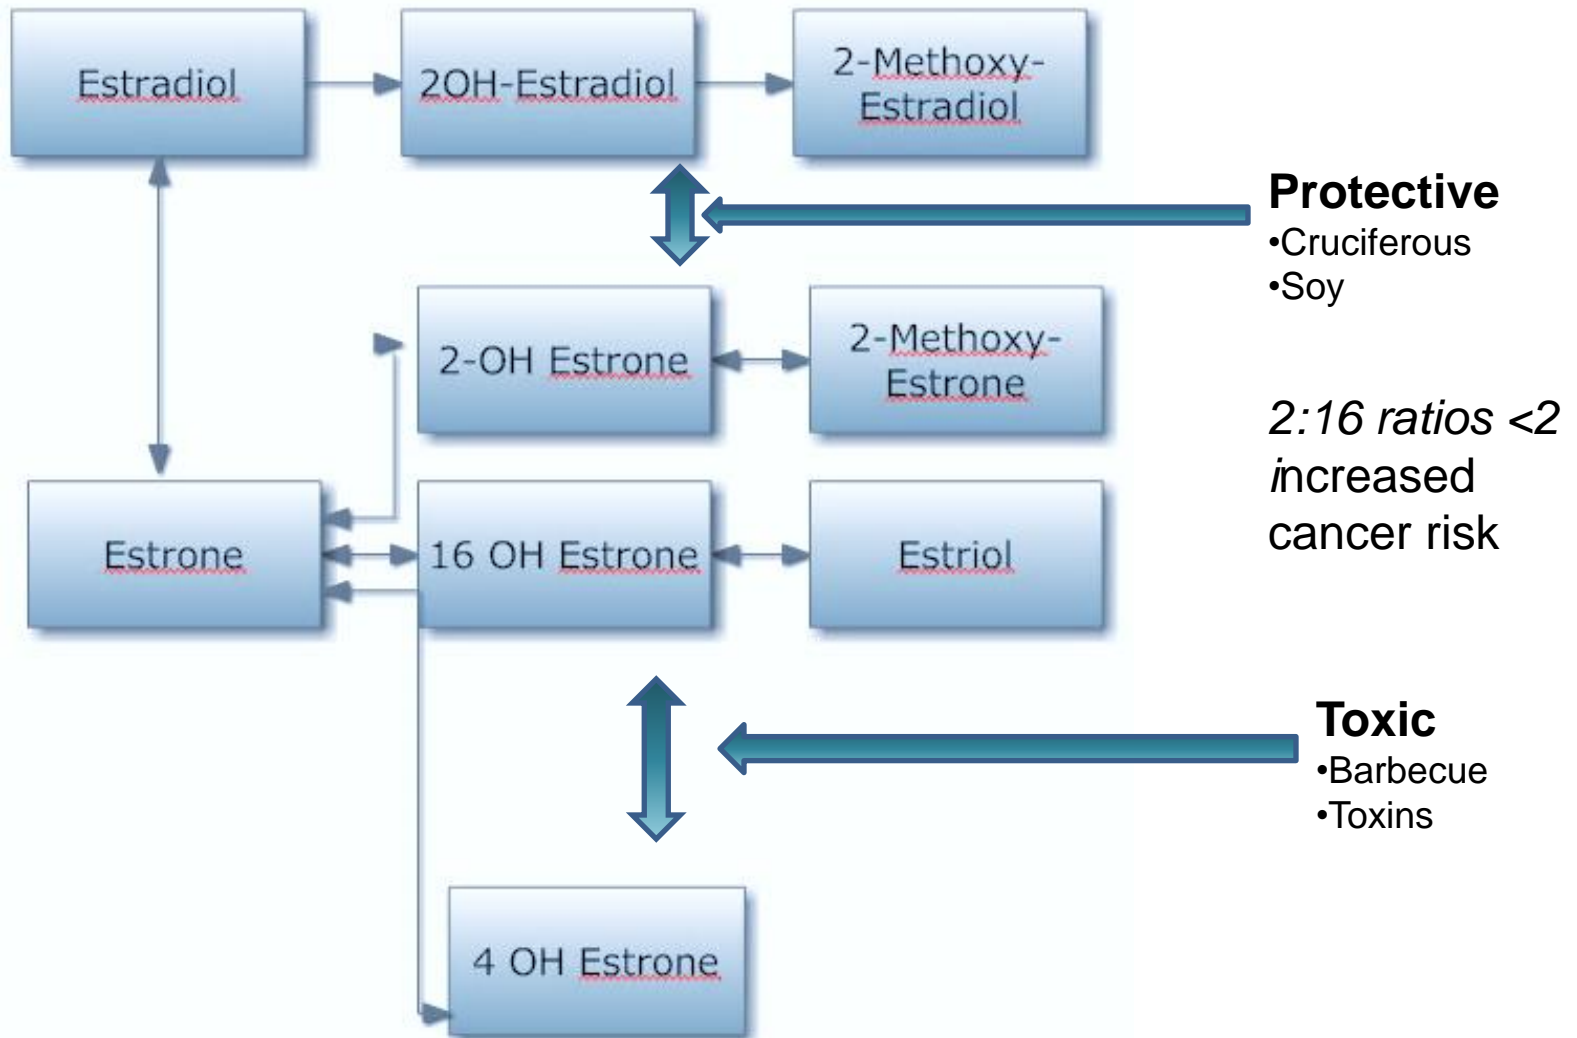 Estradiol
2OH-Estradiol
2-Methoxy-
Estradiol
Protective
•Cruciferous
•Soy
2-OH Estrone
2-Methoxy-
Estrone
2:16 ratios <2
increased
cancer risk
Estrone
16 OH Estrone
Estriol
Toxic
•Barbecue
•Toxins
4 OH Estrone